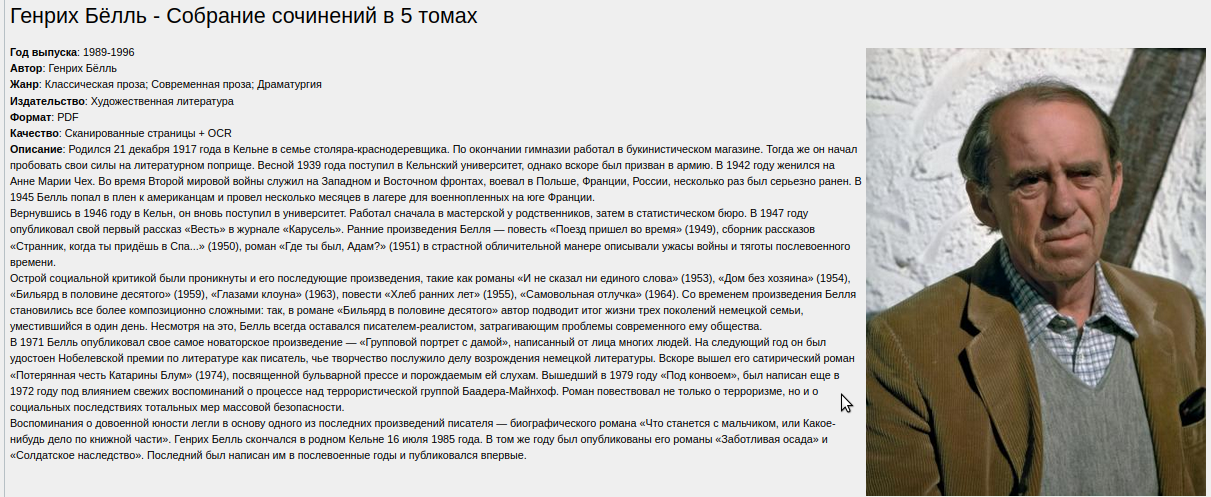 Генрих Бёлль - Собрание сочинений в 5 томах
Год выпуска: 1989-1996
Автор: Генрих Бёлль
Жанр: Классическая проза; Современная проза; Драматургия
Издательство: Художественная литература
Формат: PDF
Качество: Сканированные страницы + OCR
Описание: Родился 21 декабря 1917 года в Кельне в семье столяра-краснодеревщика. По окончании гимназии работал в букинистическом магазине. Тогда же он начал
пробовать свои силы на литературном поприще. Весной 1939 года поступил в Кельнский университет, однако вскоре был призван в армию. В 1942 году женился на
Анне Марии Чех. Во время Второй мировой войны служил на Западном и Восточном фронтах, воевал в Польше, Франции, России, несколько раз был серьезно ранен. В
1945 Бёлль попал в плен к американцам и провел несколько месяцев в лагере для военнопленных на юге Франции.
Вернувшись в 1946 году в Кельн, он вновь поступил в университет. Работал сначала в мастерской у родственников, затем в статистическом бюро. В 1947 году
опубликовал свой первый рассказ «Весть» в журнале «Карусель». Ранние произведения Белля — повесть «Поезд пришел во время» (1949), сборник рассказов
«Странник, когда ты придёшь в Спа...» (1950), роман «Где ты был, Адам?» (1951) в страстной обличительной манере описывали ужасы войны и тяготы послевоенного
времени.
Острой социальной критикой были проникнуты и его последующие произведения, такие как романы «И не сказал ни единого слова» (1953), «Дом без хозяина» (1954),
«Бильярд в половине десятого» (1959), «Глазами клоуна» (1963), повести «Хлеб ранних лет» (1955), «Самовольная отлучка» (1964). Со временем произведения Белля
становились все более композиционно сложными: так, в романе «Бильярд в половине десятого» автор подводит итог жизни трех поколений немецкой семьи,
уместившийся в один день. Несмотря на это, Белль всегда оставался писателем-реалистом, затрагивающим проблемы современного ему общества.
В 1971 Белль опубликовал свое самое новаторское произведение — «Групповой портрет с дамой», написанный от лица многих людей. На следующий год он был
удостоен Нобелевской премии по литературе как писатель, чье творчество послужило делу возрождения немецкой литературы. Вскоре вышел его сатирический роман
«Потерянная честь Катарины Блум» (1974), посвященной бульварной прессе и порождаемым ей слухам. Вышедший в 1979 году «Под конвоем», был написан еще в
1972 году под влиянием свежих воспоминаний о процессе над террористической группой Баадера-Майнхоф. Роман повествовал не только о терроризме, но и о
социальных последствиях тотальных мер массовой безопасности.
Воспоминания о довоенной юности легли в основу одного из последних произведений писателя — биографического романа «Что станется с мальчиком, или Какое-
нибудь дело по книжной части». Генрих Белль скончался в родном Кельне 16 июля 1985 года. В том же году был опубликованы его романы «Заботливая осада» и
«Солдатское наследство». Последний был написан им в послевоенные годы и публиковался впервые.